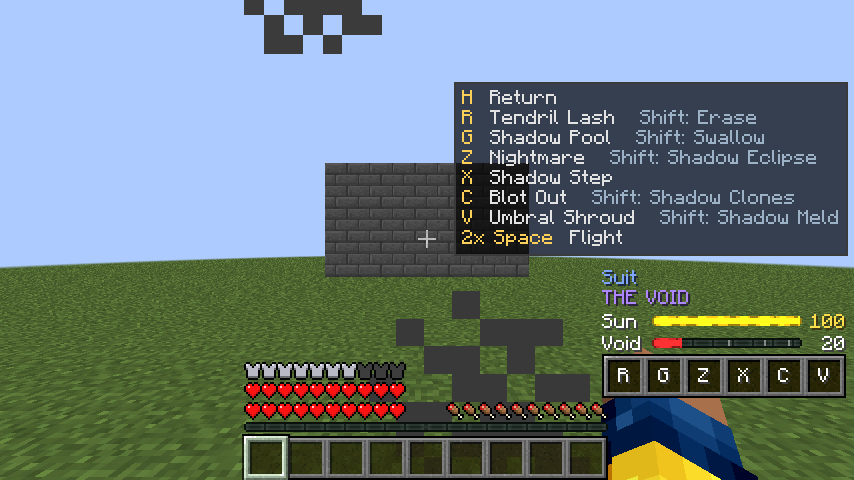 H Return
R Tendril Lash Shift: Erase
G Shadow Pool Shift: Swallow
Z Nightmare Shift: Shadow Eclipse
X Shadow Step
C Blot Out Shift: Shadow Clones
V Umbral Shroud Shift: Shadow Meld
2x Space Flight
Suit
THE VOID
Sun 100
Void 20
R G Z X C V